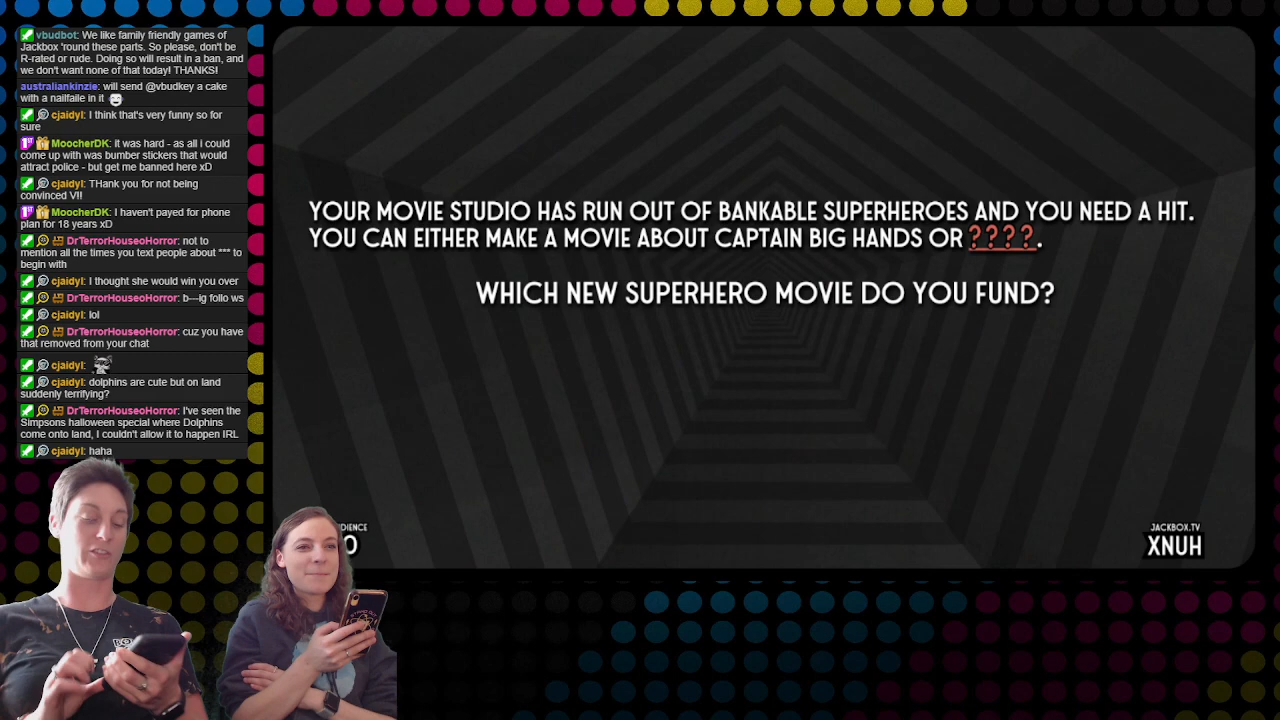 vbudbot: We like family friendly games of
Jackbox 'round these parts. So please, don't be
R-rated or rude. Doing so will result in a ban, and
we don't want none of that today! THANKS!
australiankinzie: will send @vbudkey a cake
with a nailfaile in it
cjaidyl: I think that's very funny so for
sure
MoocherDK: it was hard - as all i could
come up with was bumber stickers that would
attract police - but get me banned here xD
cjaidyl: THank you for not being
convinced V!!
MoocherDK: I haven't payed for phone
plan for 18 years xD
DrTerrorHouseoHorror: not to
mention all the times you text people about *** to
begin with
cjaidyl: I thought she would win you over
DrTerrorHouseoHorror: b---ig follo ws
cjaidyl: lol
DrTerrorHouseoHorror: cuz you have
that removed from your chat
cjaidyl:
cjaidyl: dolphins are cute but on land
suddenly terrifying?
DrTerrorHouseoHorror: I've seen the
Simpsons halloween special where Dolphins
come onto land, I couldn't allow it to happen IRL
cjaidyl: haha
YOUR MOVIE STUDIO HAS RUN OUT OF BANKABLE SUPERHEROES AND YOU NEED A HIT.
YOU CAN EITHER MAKE A MOVIE ABOUT CAPTAIN BIG HANDS OR ????.
WHICH NEW SUPERHERO MOVIE DO YOU FUND?
JACKBOX.TV
XNUH